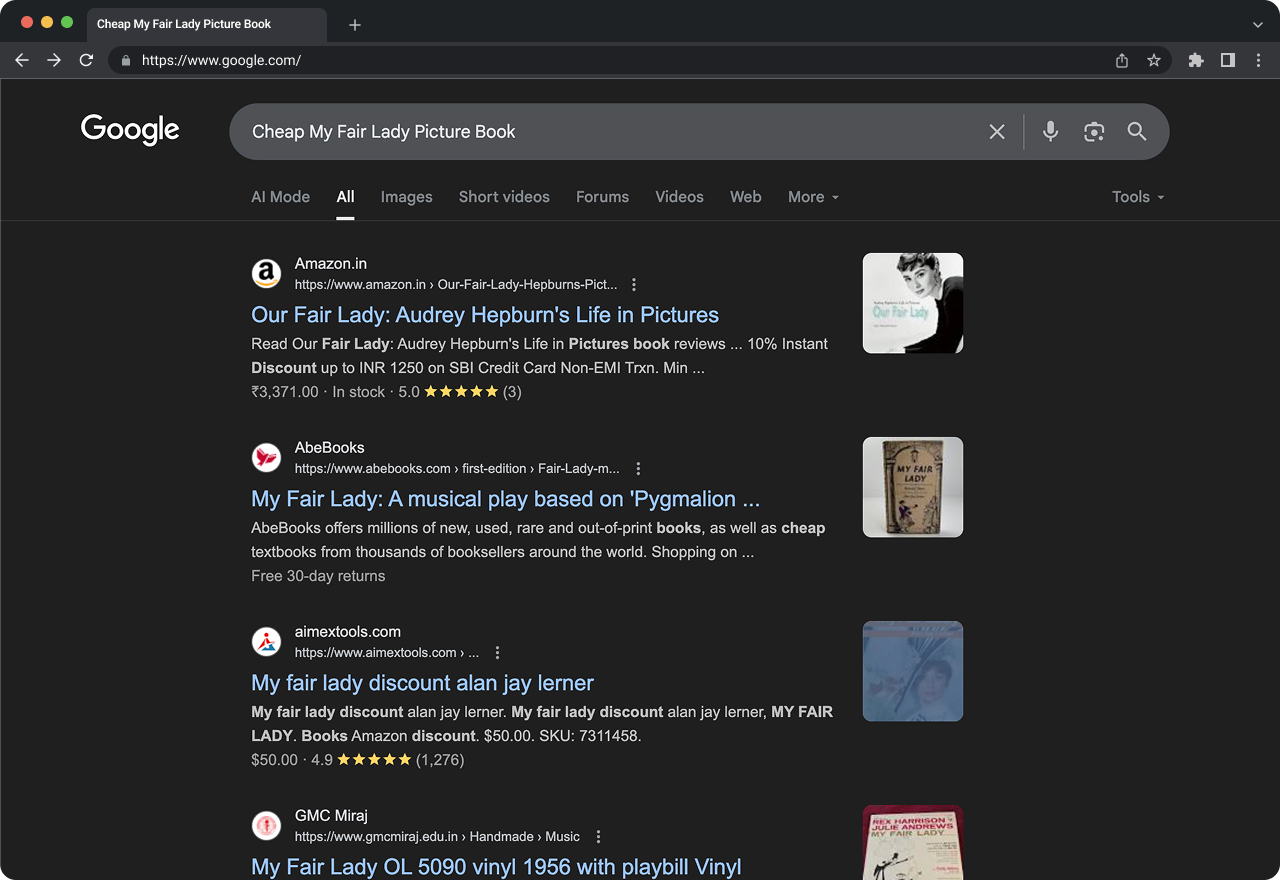 Cheap My Fair Lady Picture Book
https://www.google.com/
Google
Cheap My Fair Lady Picture Book
AI Mode All Images Short videos Forums Videos Web More Tools
Amazon.in
https://www.amazon.in › Our-Fair-Lady-Hepburns-Pict...
Our Fair Lady: Audrey Hepburn's Life in Pictures
Read Our Fair Lady: Audrey Hepburn's Life in Pictures book reviews ... 10% Instant
Discount up to INR 1250 on SBI Credit Card Non-EMI Trxn. Min ...
₹3,371.00 · In stock · 5.0 ★★★★★ (3)
Audrey Hepburn's Life in Pictures
Our Fair Lady
AbeBooks
https://www.abebooks.com › first-edition › Fair-Lady-m...
My Fair Lady: A musical play based on 'Pygmalion ...
AbeBooks offers millions of new, used, rare and out-of-print books, as well as cheap
textbooks from thousands of booksellers around the world. Shopping on ...
Free 30-day returns
MY FAIR
LADY
aimextools.com
https://www.aimextools.com › ...
My fair lady discount alan jay lerner
My fair lady discount alan jay lerner. My fair lady discount alan jay lerner, MY FAIR
LADY. Books Amazon discount. $50.00. SKU: 7311458.
$50.00 · 4.9 ★★★★★ (1,276)
GMC Miraj
https://www.gmcmiraj.edu.in › Handmade › Music
My Fair Lady OL 5090 vinyl 1956 with playbill Vinyl
REX HARRISON
JULIE ANDREWS
MY FAIR LADY